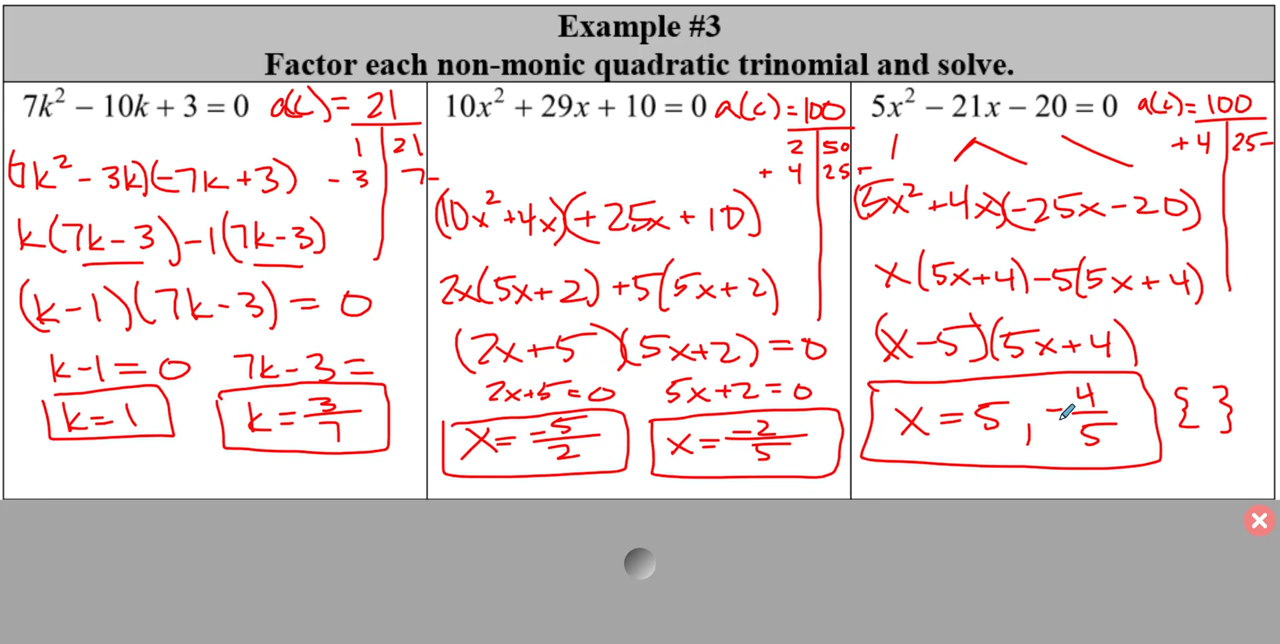 Example #3
Factor each non-monic quadratic trinomial and solve.
7k² − 10k + 3 = 0 a(c) = 21
1 | 21
− 3 | 7 −
(7k² − 3k)(−7k + 3)
k(7k − 3) − 1(7k − 3)
(k − 1)(7k − 3) = 0
k − 1 = 0 7k − 3 =
k = 1 k = 3/7
10x² + 29x + 10 = 0 a(c) = 100
2 | 50
+ 4 | 25 −
(10x² + 4x)(+ 25x + 10)
2x(5x + 2) + 5(5x + 2)
(2x + 5)(5x + 2) = 0
2x + 5 = 0 5x + 2 = 0
x = −5/2 x = −2/5
5x² − 21x − 20 = 0 a(c) = 100
+ 4 | 25 −
(5x² + 4x)(−25x − 20)
x(5x + 4) − 5(5x + 4)
(x − 5)(5x + 4)
x = 5, −4/5 { }